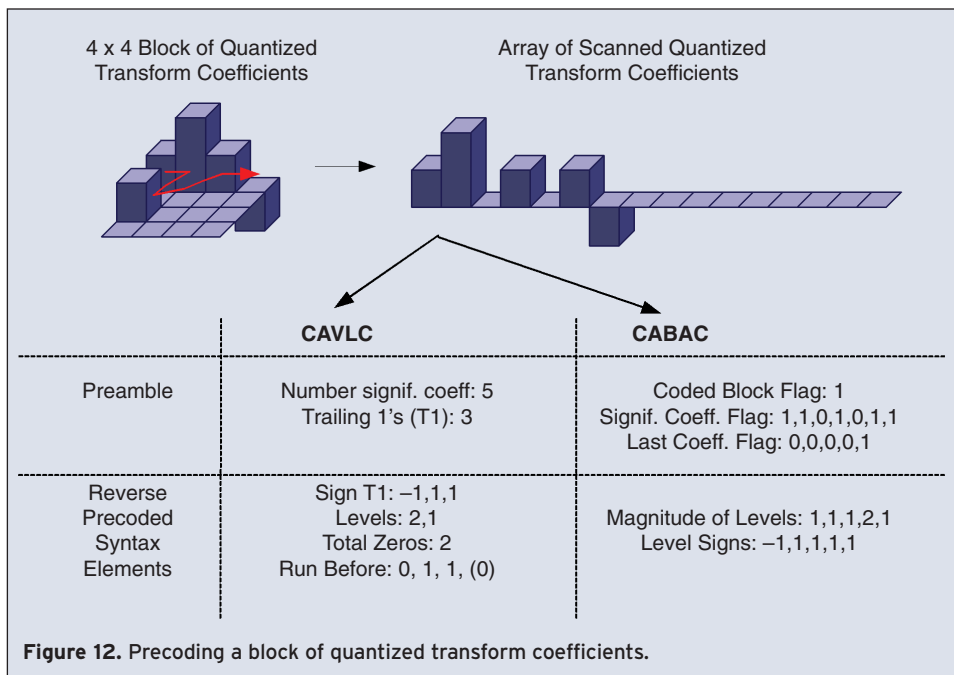 4 x 4 Block of Quantized
Transform Coefficients
Array of Scanned Quantized
Transform Coefficients
CAVLC
CABAC
Preamble
Number signif. coeff: 5
Trailing 1's (T1): 3
Coded Block Flag: 1
Signif. Coeff. Flag: 1,1,0,1,0,1,1
Last Coeff. Flag: 0,0,0,0,1
Reverse
Precoded
Syntax
Elements
Sign T1: –1,1,1
Levels: 2,1
Total Zeros: 2
Run Before: 0, 1, 1, (0)
Magnitude of Levels: 1,1,1,2,1
Level Signs: –1,1,1,1,1
Figure 12. Precoding a block of quantized transform coefficients.